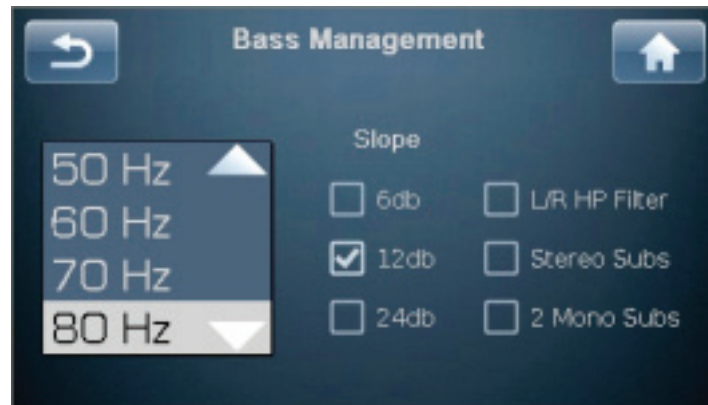 Bass Management
50 Hz
60 Hz
70 Hz
80 Hz
Slope
6db
12db
24db
L/R HP Filter
Stereo Subs
2 Mono Subs